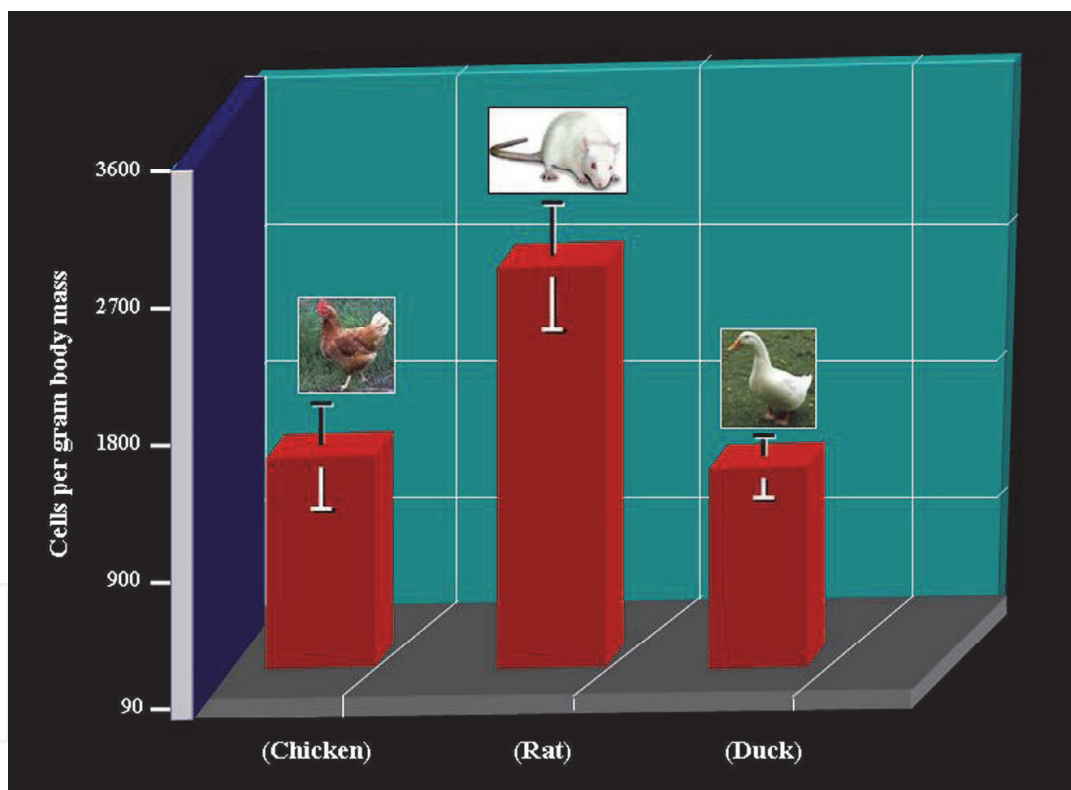 3600
2700
1800
900
90
Cells per gram body mass
(Chicken) (Rat) (Duck)